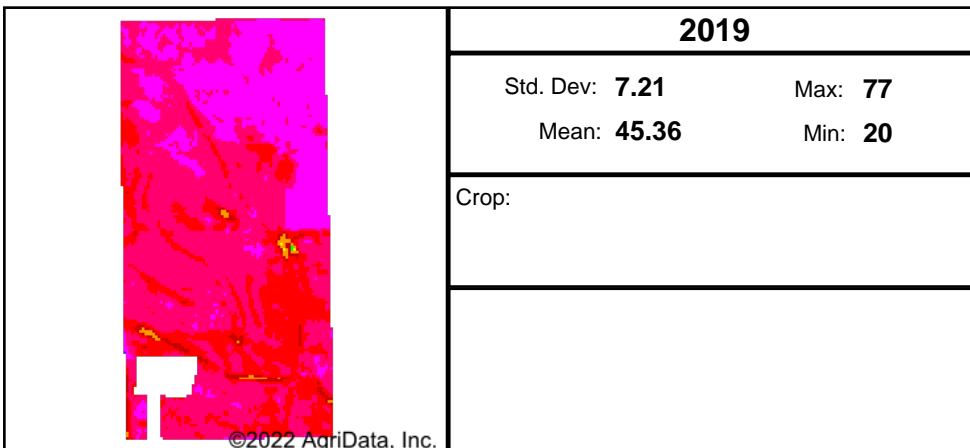 2019
Std. Dev: 7.21 Max: 77
Mean: 45.36 Min: 20
Crop:
©2022 AgriData, Inc.